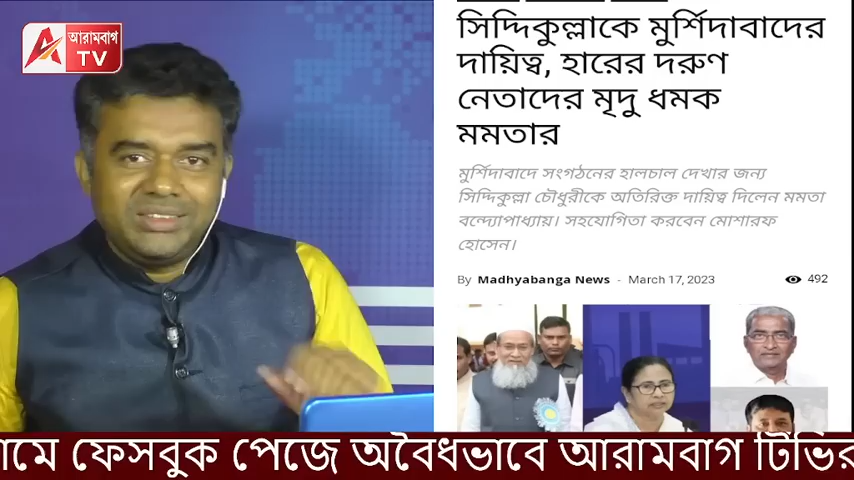 আরামবাগ
TV
সিদ্দিকুল্লাকে মুর্শিদাবাদের
দায়িত্ব, হারের দরুণ
নেতাদের মৃদু ধমক
মমতার
মুর্শিদাবাদে সংগঠনের হালচাল দেখার জন্য
সিদ্দিকুল্লা চৌধুরীকে অতিরিক্ত দায়িত্ব দিলেন মমতা
বন্দ্যোপাধ্যায়। সহযোগিতা করবেন মোশারফ
হোসেন।
By Madhyabanga News - March 17, 2023 492
ফেসবুক পেজে অবৈধভাবে আরামবাগ টিভির